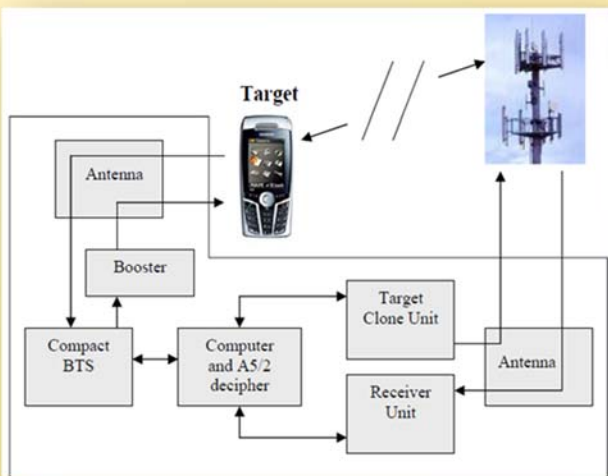 Target
Antenna
Booster
Compact
BTS
Computer
and A5/2
decipher
Target
Clone Unit
Receiver
Unit
Antenna